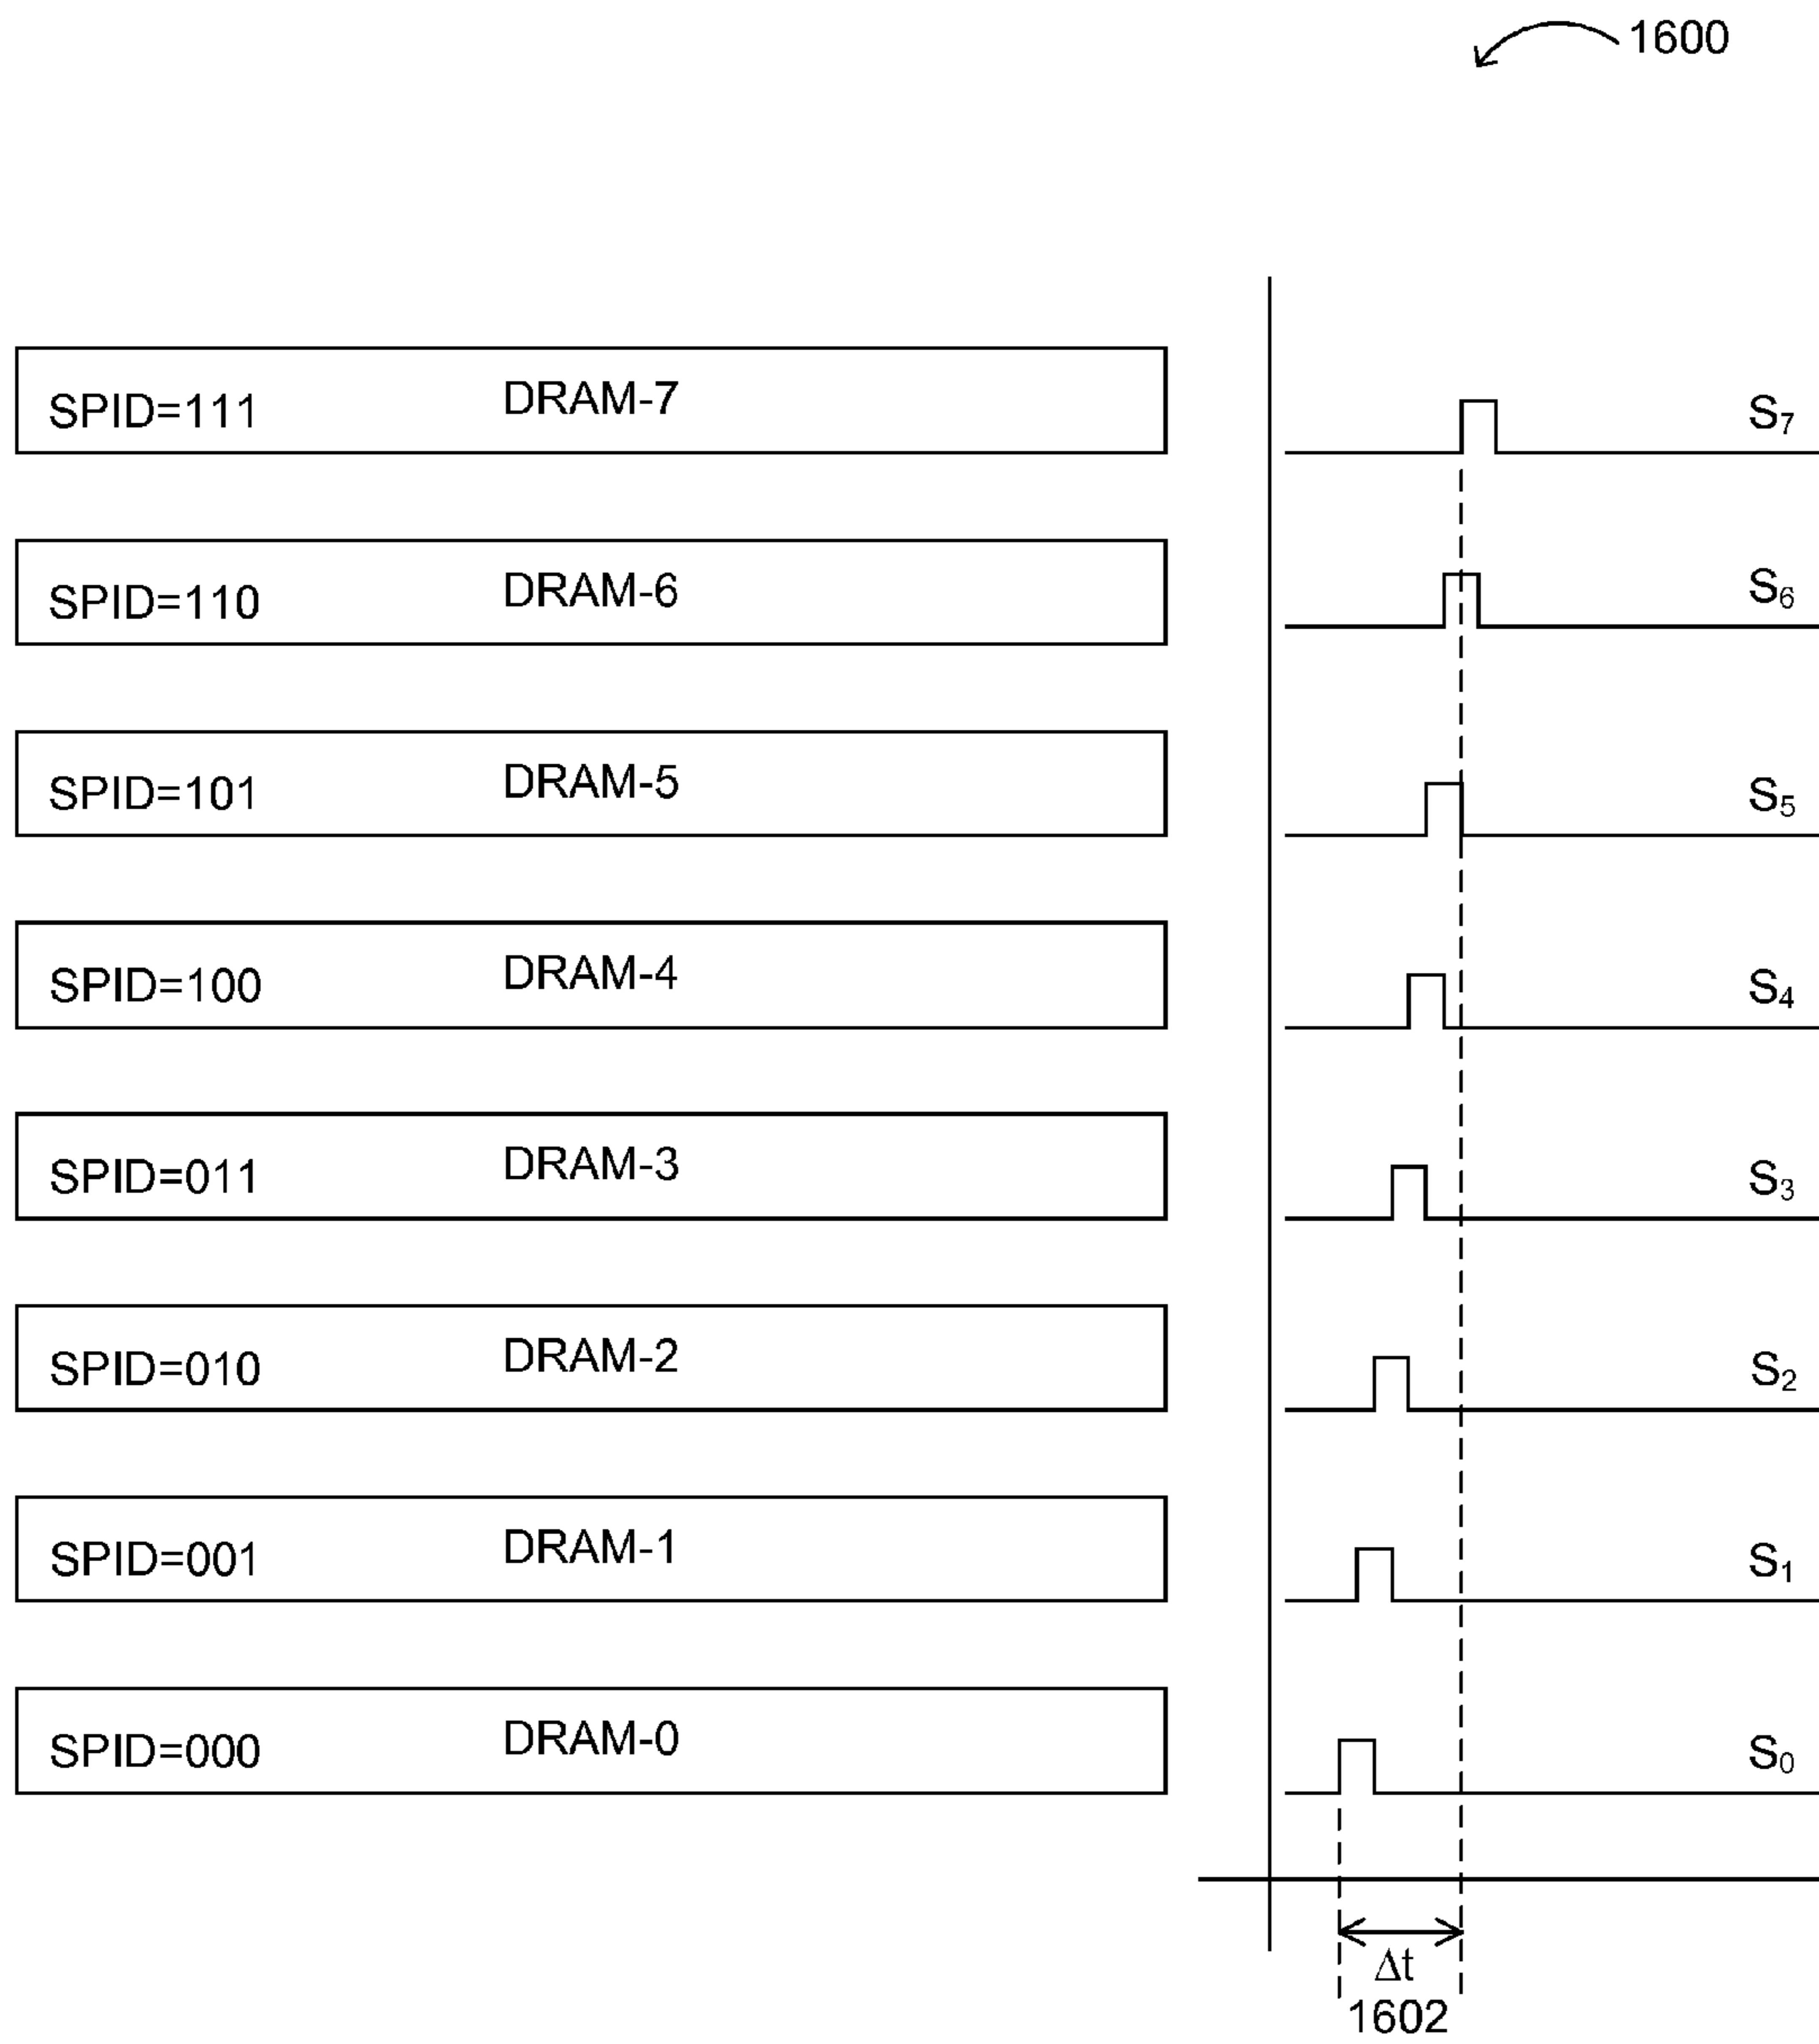 1600
DRAM-7
SPID=111
S7
DRAM-6
SPID=110
S6
DRAM-5
SPID=101
S5
DRAM-4
SPID=100
S4
DRAM-3
SPID=011
S3
DRAM-2
SPID=010
S2
DRAM-1
SPID=001
S1
DRAM-0
SPID=000
S0
Δt
1602